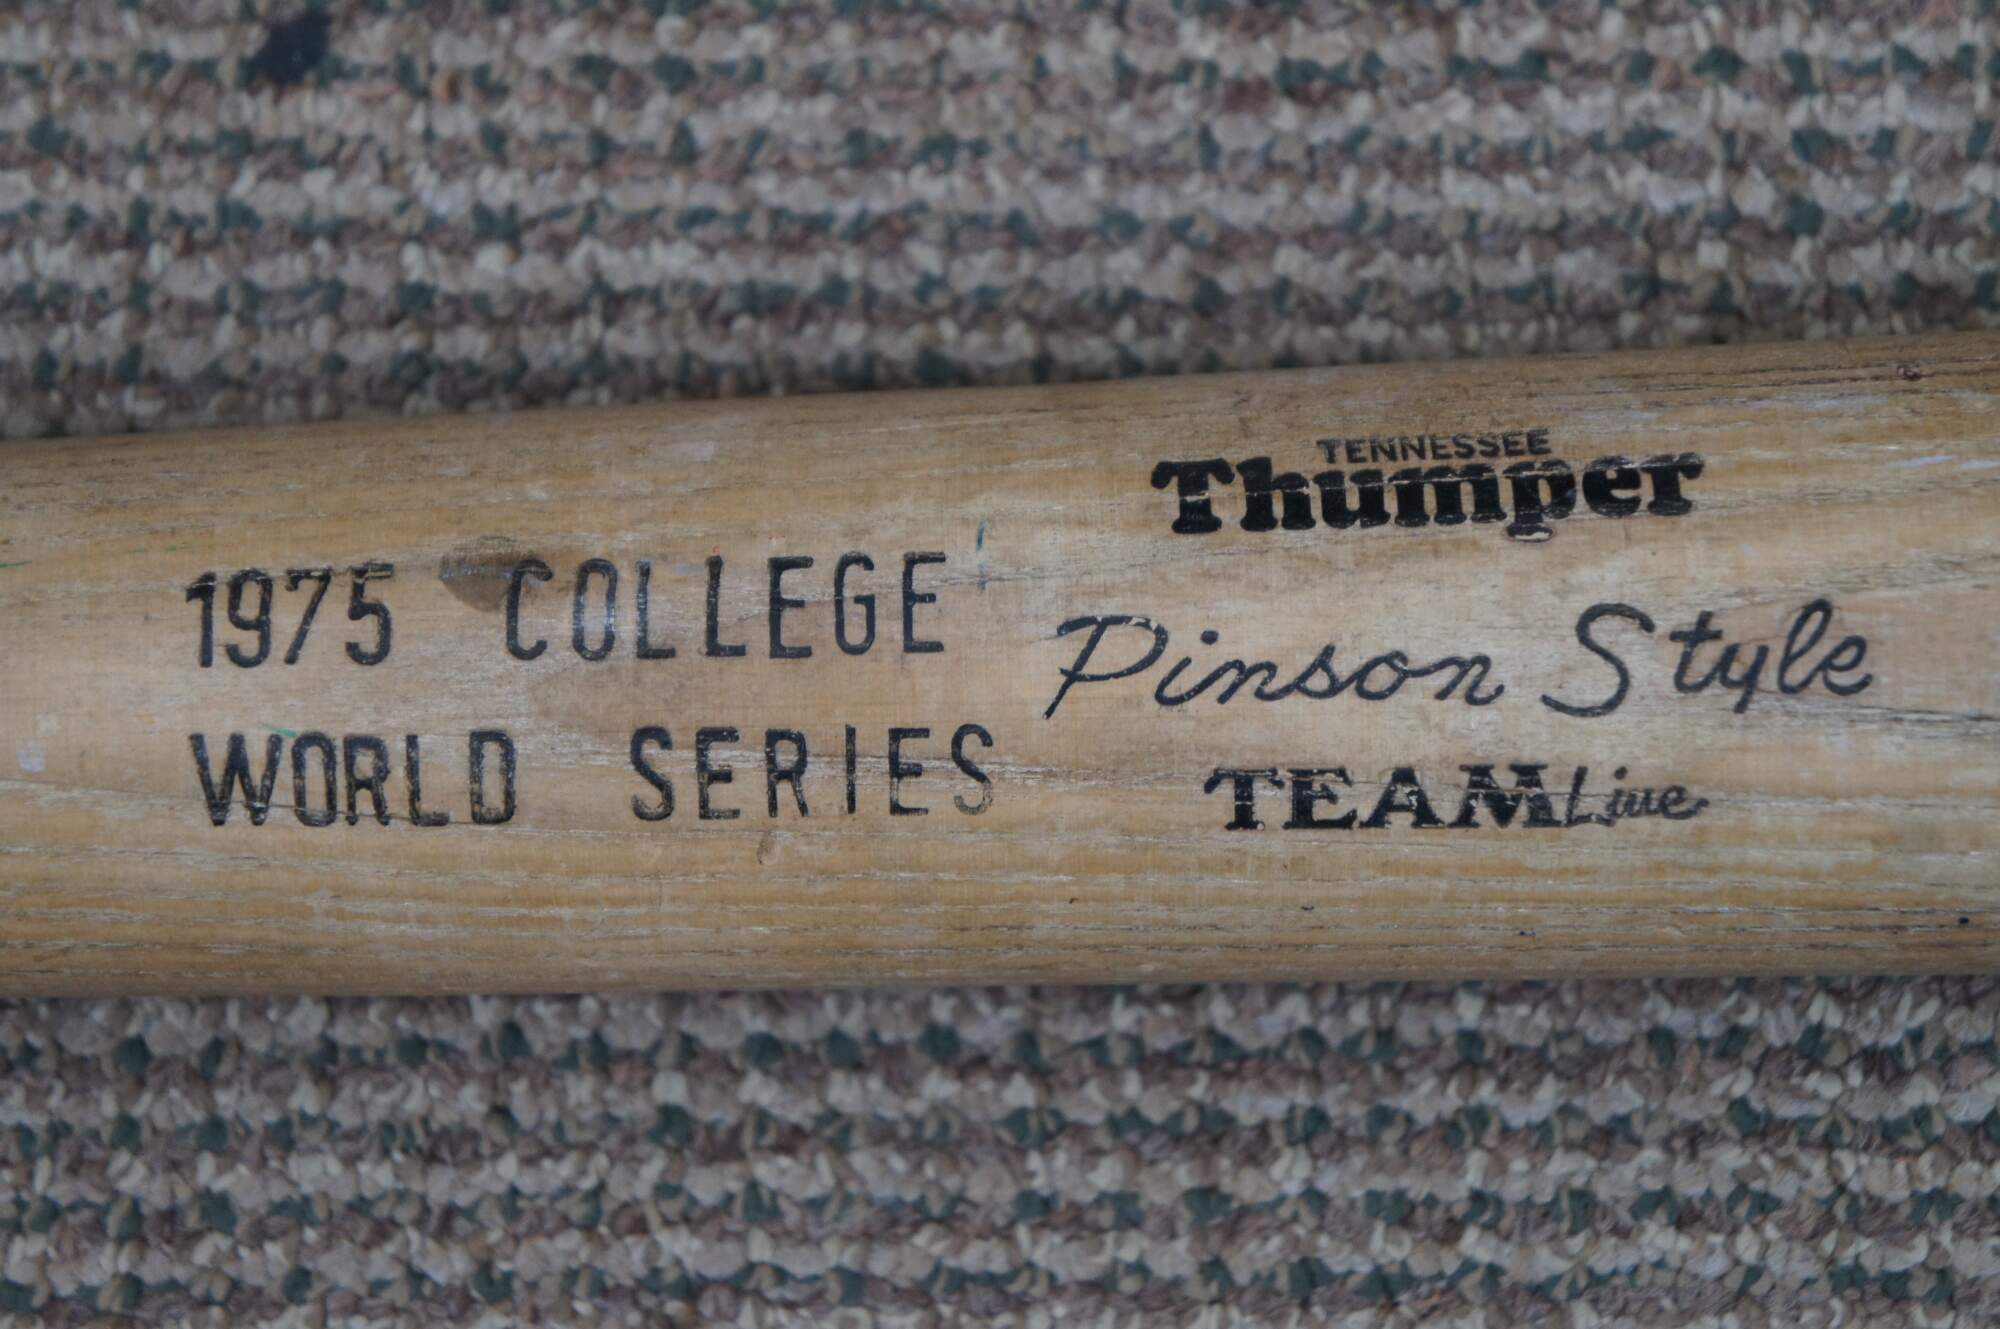 1975 COLLEGE
WORLD SERIES
TENNESSEE
Thumper
Pinson Style
TEAM Line